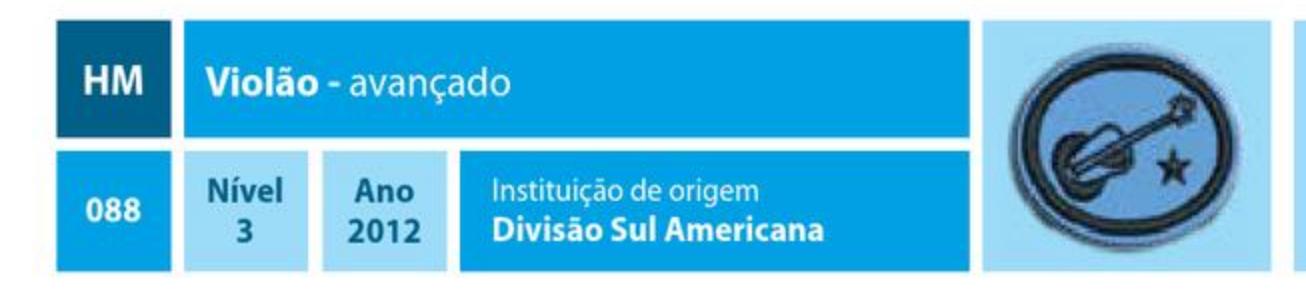 HM
Violão - avançado
088
Nível
3
Ano
2012
Instituição de origem
Divisão Sul Americana